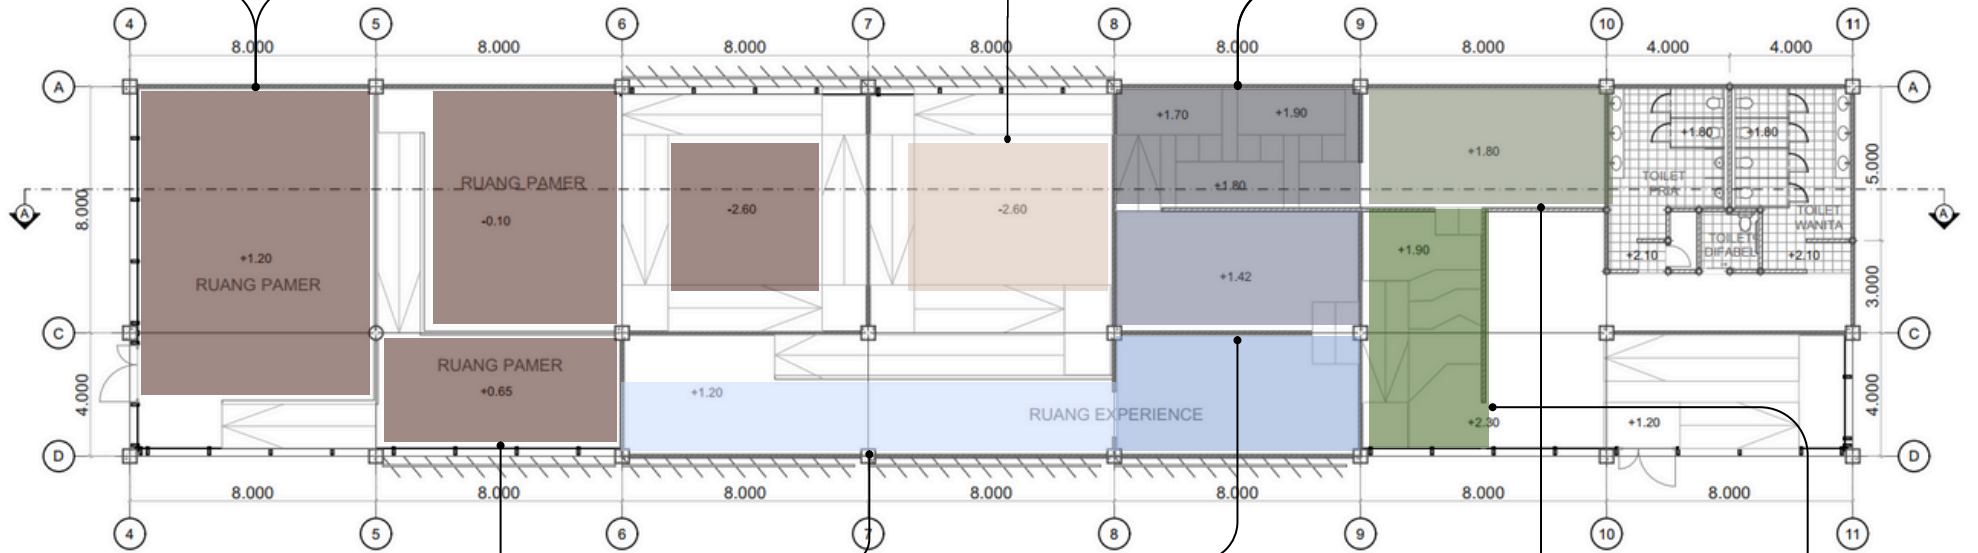 4 5 6 7 8 9 10 11
8.000 8.000 8.000 8.000 8.000 8.000 4.000 4.000
A A
+1.70 +1.90
+1.80 +1.80
+1.80
5.000
RUANG PAMER
-0.10
TOILET
PRIA
+1.80
A A
8.000
-2.60
-2.60
TOILET
WANITA
+1.20
RUANG PAMER
+1.90
TOILET
DIFABEL
+2.10 +2.10
+1.42
3.000
C C
RUANG PAMER
+0.65
+1.20
4.000
4.000
RUANG EXPERIENCE
+2.30
+1.20
D D
8.000 8.000 8.000 8.000 8.000 8.000
4 5 6 7 8 9 10 11